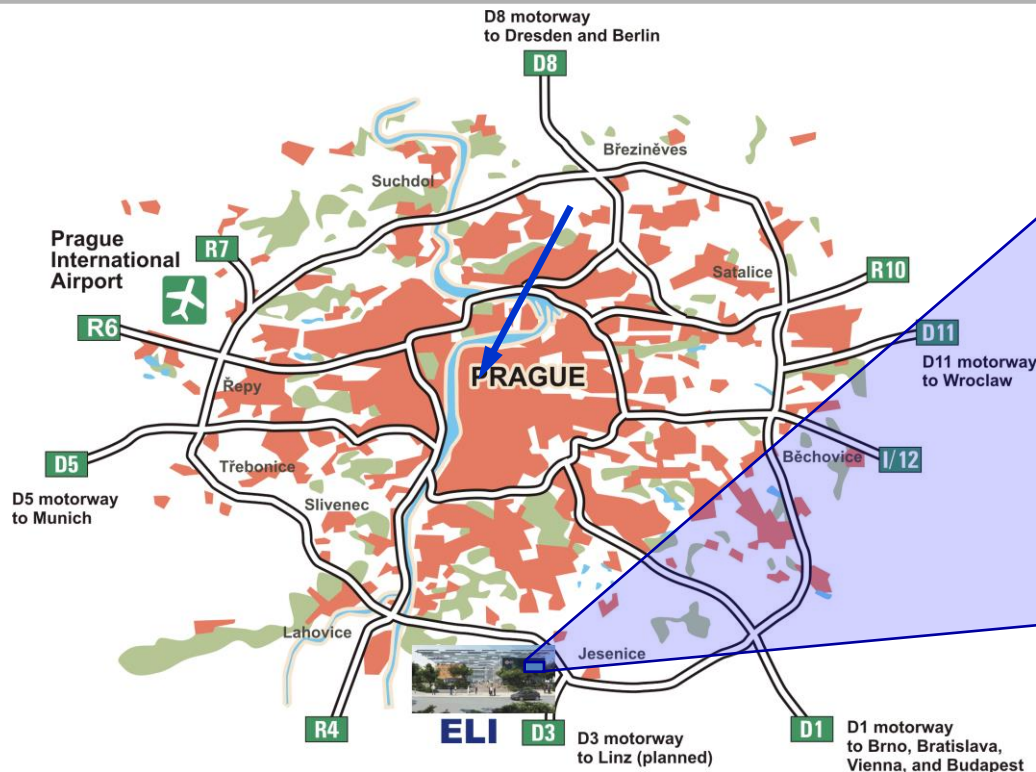 D8 motorway
to Dresden and Berlin
D8
Březiněves
Suchdol
Prague
International
Airport
R7
Satalice
R10
R6
D11
D11 motorway
to Wroclaw
PRAGUE
Řepy
D5
Třebonice
Běchovice
I/12
D5 motorway
to Munich
Slivenec
Lahovice
Jesenice
R4
ELI
D3
D3 motorway
to Linz (planned)
D1
D1 motorway
to Brno, Bratislava,
Vienna, and Budapest